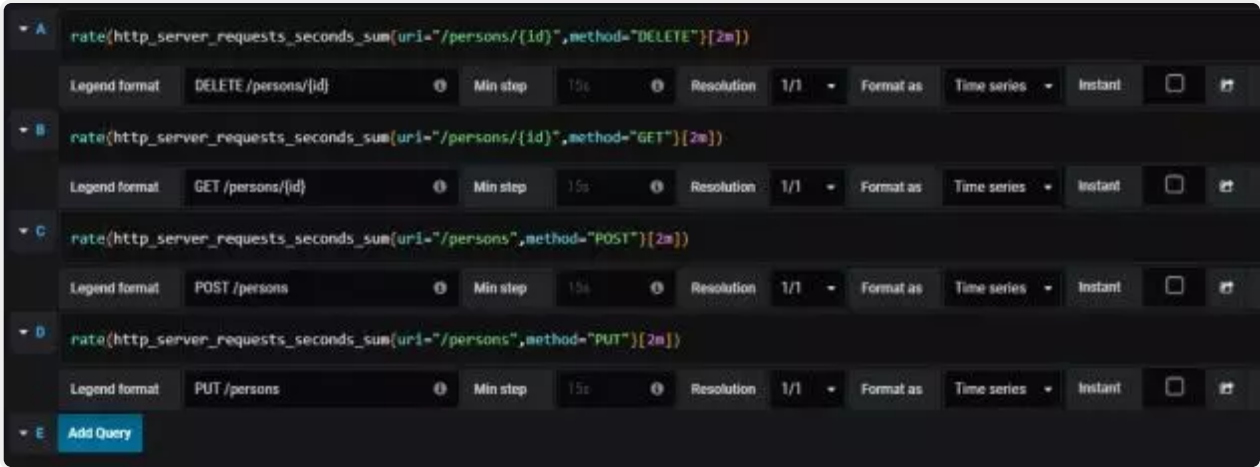 A
rate(http_server_requests_seconds_sum{uri="/persons/{id}",method="DELETE"}[2m])
Legend format DELETE /persons/{id} Min step 15s Resolution 1/1 Format as Time series Instant
B
rate(http_server_requests_seconds_sum{uri="/persons/{id}",method="GET"}[2m])
Legend format GET /persons/{id} Min step 15s Resolution 1/1 Format as Time series Instant
C
rate(http_server_requests_seconds_sum{uri="/persons",method="POST"}[2m])
Legend format POST /persons Min step 15s Resolution 1/1 Format as Time series Instant
D
rate(http_server_requests_seconds_sum{uri="/persons",method="PUT"}[2m])
Legend format PUT /persons Min step 15s Resolution 1/1 Format as Time series Instant
E Add Query